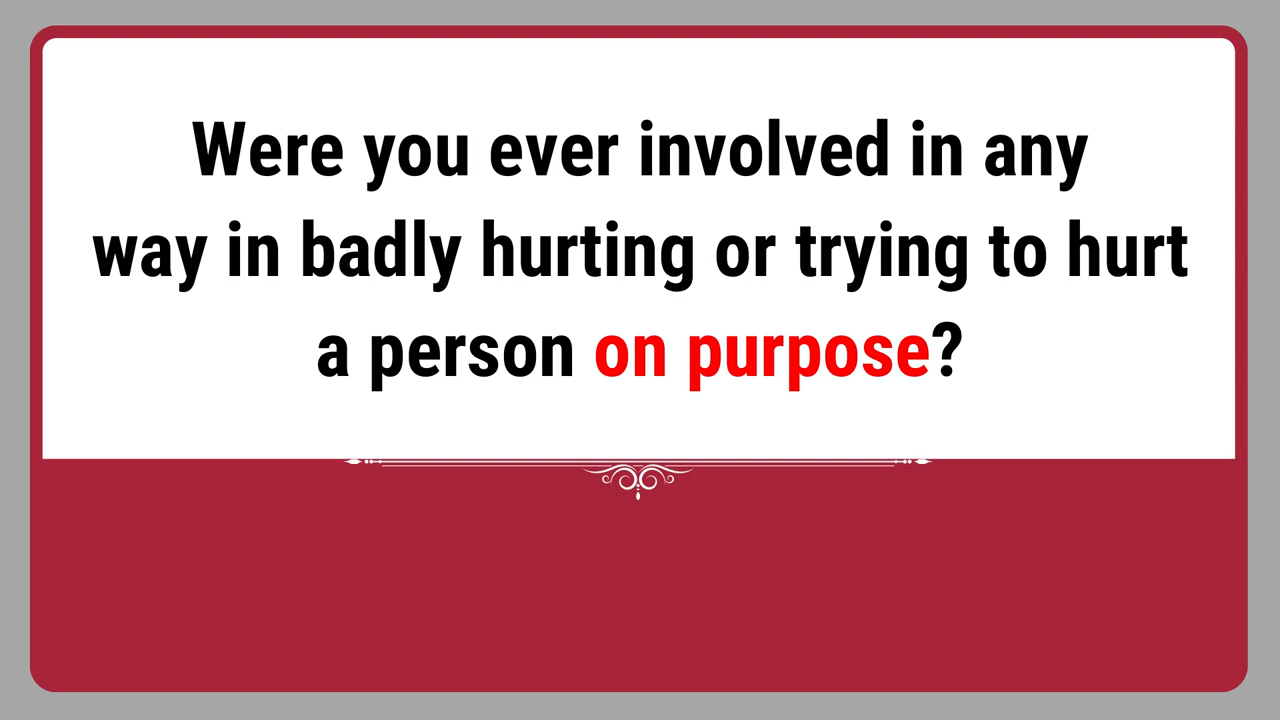 Were you ever involved in any
way in badly hurting or trying to hurt
a person on purpose?